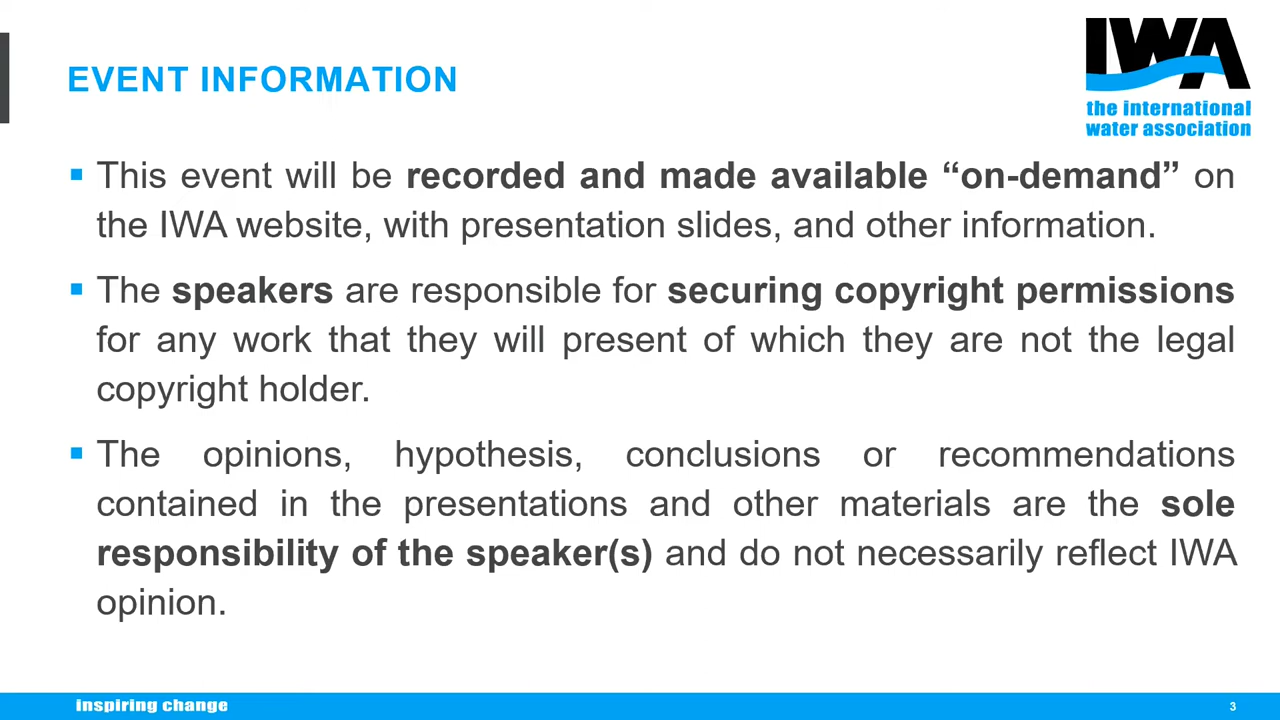 EVENT INFORMATION
IWA
the international
water association
▪ This event will be recorded and made available “on-demand” on
the IWA website, with presentation slides, and other information.
▪ The speakers are responsible for securing copyright permissions
for any work that they will present of which they are not the legal
copyright holder.
▪ The opinions, hypothesis, conclusions or recommendations
contained in the presentations and other materials are the sole
responsibility of the speaker(s) and do not necessarily reflect IWA
opinion.
inspiring change
3